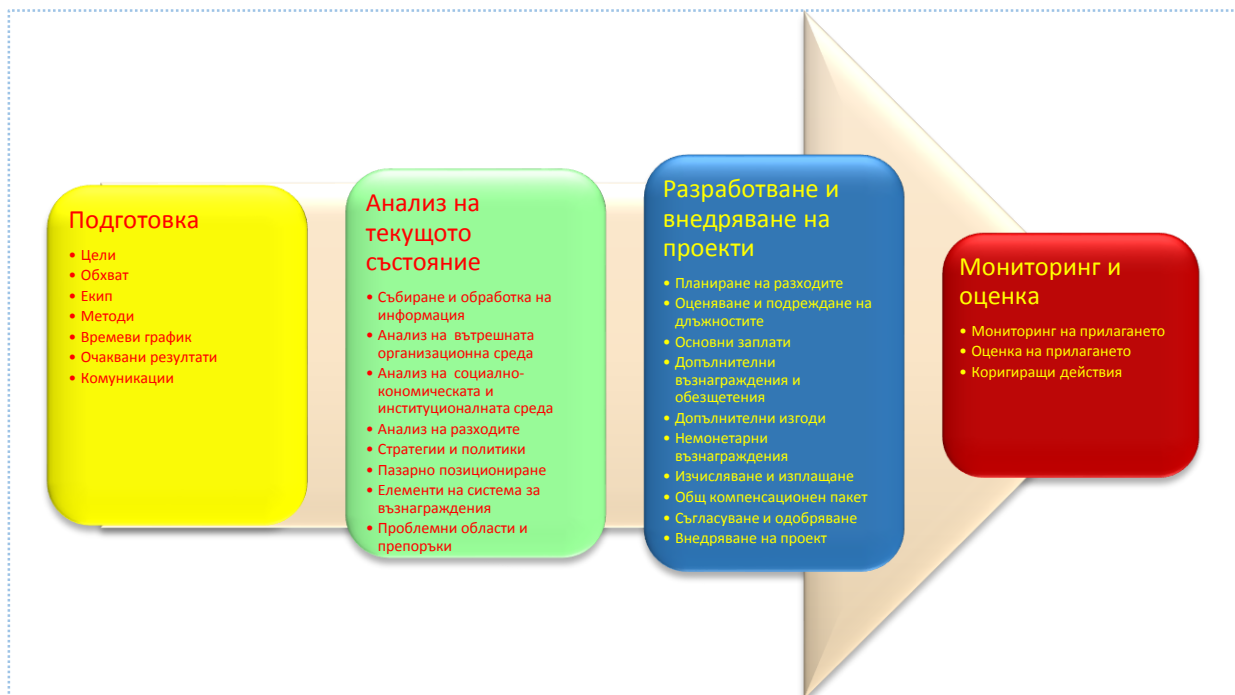 Подготовка
• Цели
• Обхват
• Екип
• Методи
• Времеви график
• Очаквани резултати
• Комуникации
Анализ на
текущото
състояние
• Събиране и обработка на
информация
• Анализ на вътрешната
организационна среда
• Анализ на социално-
кономическата и
институционалната среда
• Анализ на разходите
• Стратегии и политики
• Пазарно позициониране
• Елементи на система за
възнаграждения
• Проблемни области и
препоръки
Разработване и
внедряване на
проекти
• Планиране на разходите
• Оценяване и подреждане на
длъжностите
• Основни заплати
• Допълнителни
възнаграждения и
обезщетения
• Допълнителни изгоди
• Немонетарни
възнаграждения
• Изчисляване и изплащане
• Общ компенсационен пакет
• Съгласуване и одобряване
• Внедряване на проект
Мониторинг и
оценка
• Мониторинг на прилагането
• Оценка на прилагането
• Коригиращи действия